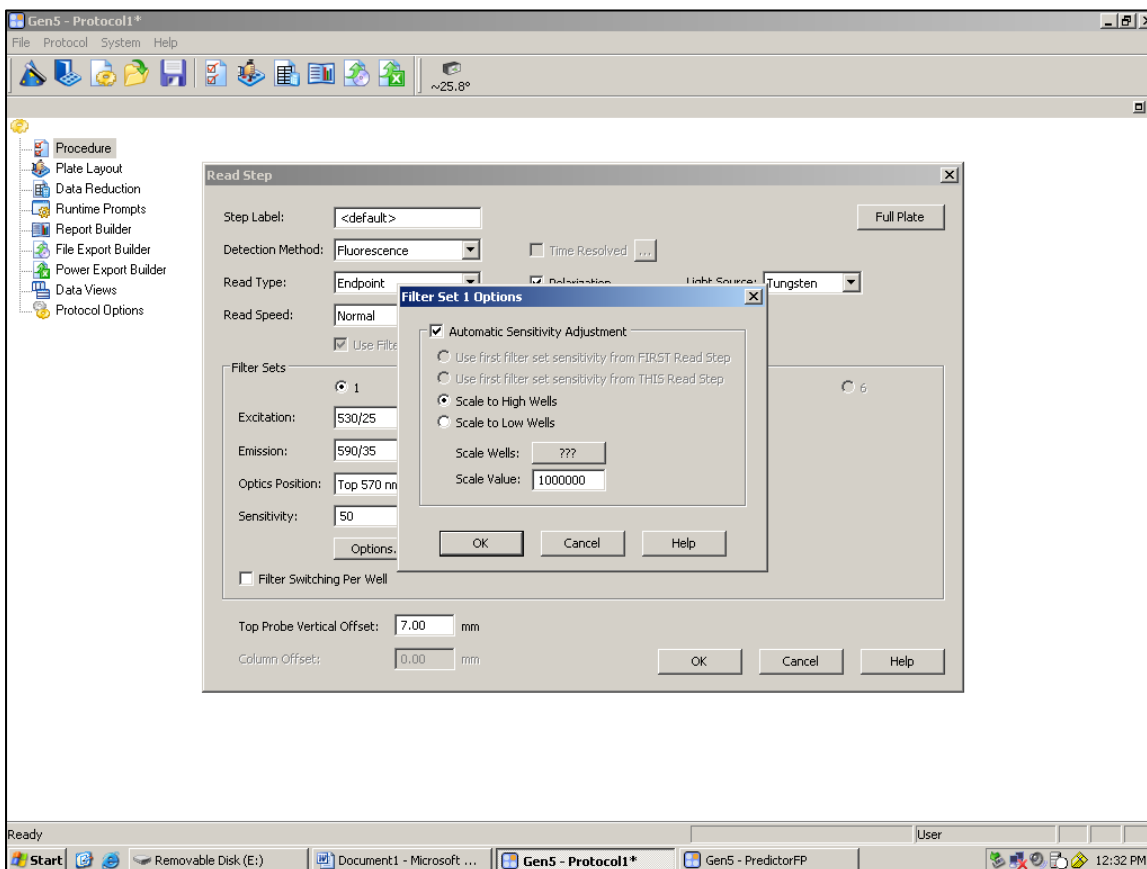 Gen5 - Protocol1*
File Protocol System Help
~25.8°
Procedure
Plate Layout
Data Reduction
Runtime Prompts
Report Builder
File Export Builder
Power Export Builder
Data Views
Protocol Options
Read Step
Step Label: <default> Full Plate
Detection Method: Fluorescence Time Resolved ...
Read Type: Endpoint Polarization Light Source: Tungsten
Filter Set 1 Options
Read Speed: Normal
Automatic Sensitivity Adjustment
Use Filte
Use first filter set sensitivity from FIRST Read Step
Filter Sets
Use first filter set sensitivity from THIS Read Step
1 6
Scale to High Wells
Excitation: 530/25
Scale to Low Wells
Emission: 590/35
Scale Wells: ???
Optics Position: Top 570 nm
Scale Value: 1000000
Sensitivity: 50
OK Cancel Help
Options.
Filter Switching Per Well
Top Probe Vertical Offset: 7.00 mm
Column Offset: 0.00 mm
OK Cancel Help
Ready User
Start Removable Disk (E:) Document1 - Microsoft ... Gen5 - Protocol1* Gen5 - PredictorFP 12:32 PM